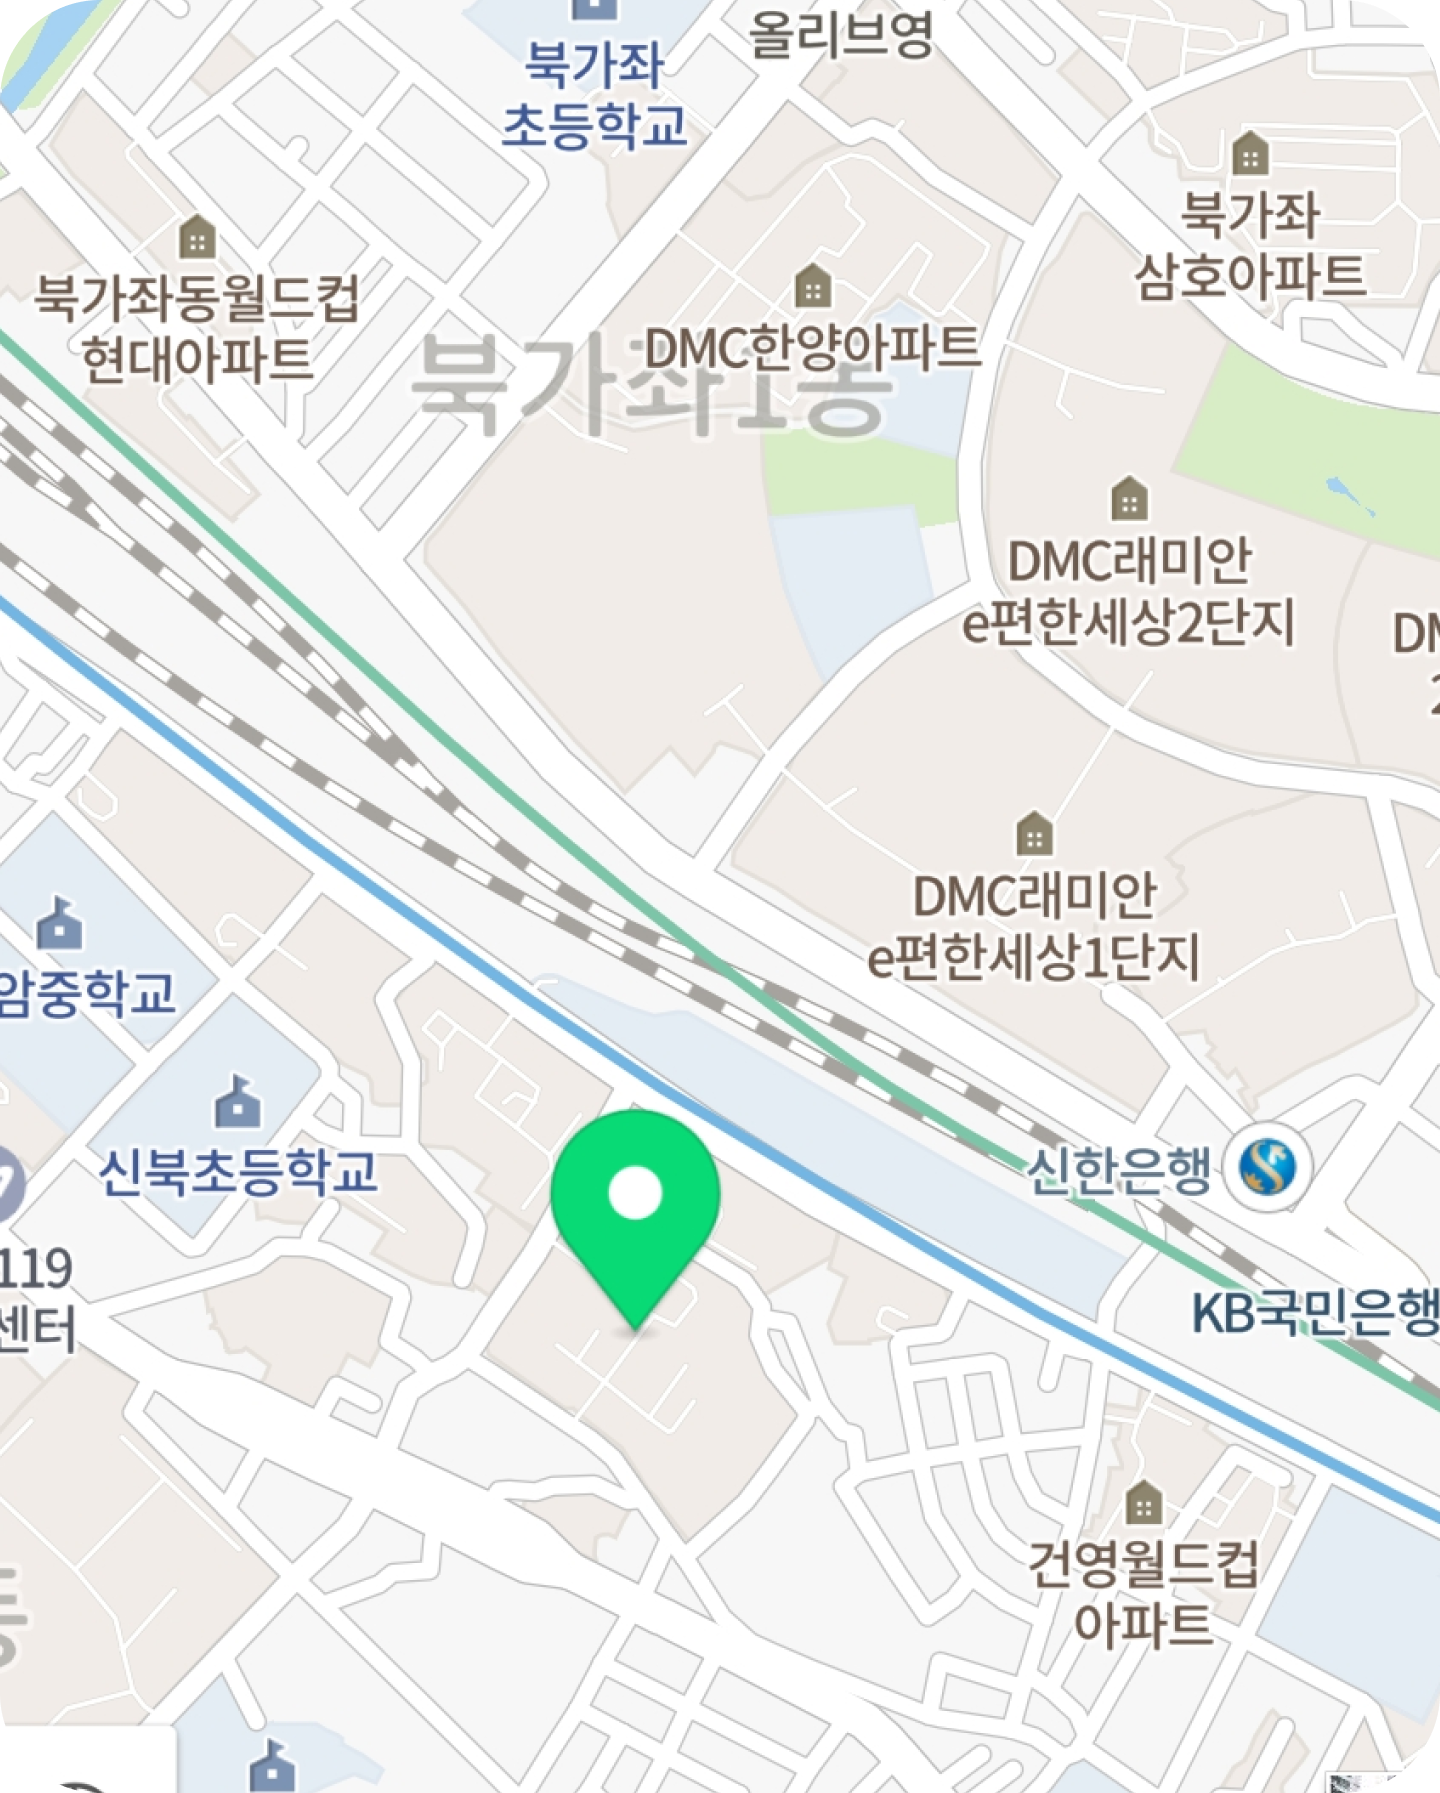 올리브영
북가좌
초등학교
북가좌
삼호아파트
북가좌동월드컵
현대아파트
DMC한양아파트
북가좌1동
DMC래미안
e편한세상2단지
DMC래미안
e편한세상1단지
암중학교
신북초등학교
신한은행
119
센터
KB국민은행
건영월드컵
아파트
동